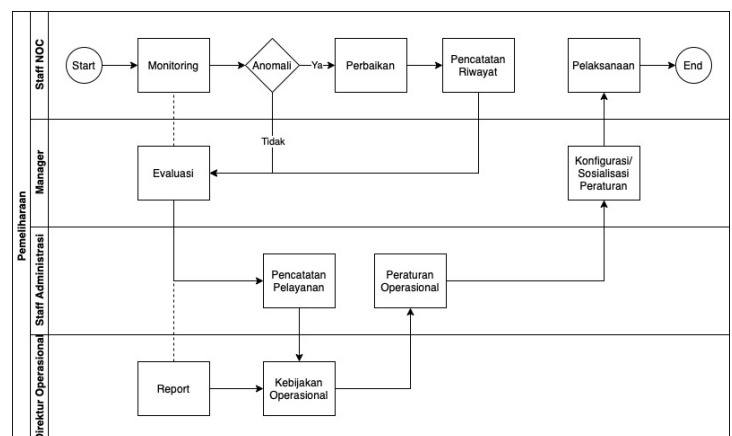 Pemeliharaan
Staff NOC
Start
Monitoring
Anomali
Ya
Perbaikan
Pencatatan
Riwayat
Pelaksanaan
End
Tidak
Manager
Evaluasi
Konfigurasi/
Sosialisasi
Peraturan
Staff Administrasi
Pencatatan
Pelayanan
Peraturan
Operasional
Direktur Operasional
Report
Kebijakan
Operasional